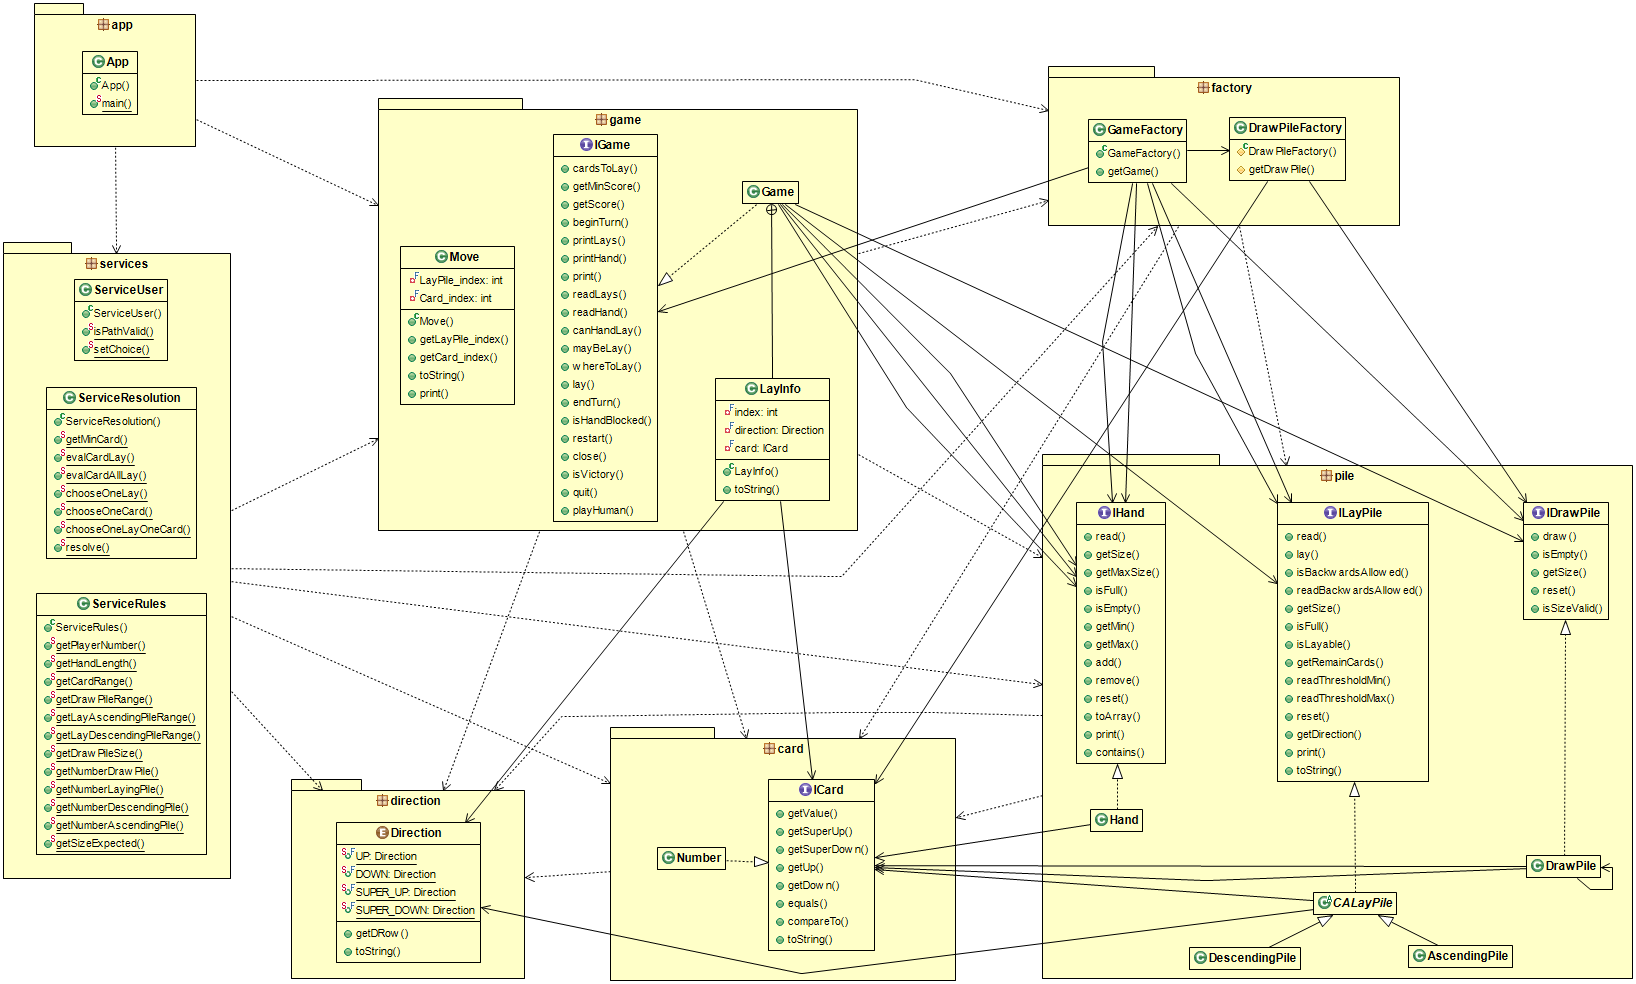 app
App
App()
main()
services
ServiceUser
ServiceUser()
isPathValid()
setChoice()
ServiceResolution
ServiceResolution()
getMinCard()
evalCardLay()
evalCardAllLay()
chooseOneLay()
chooseOneCard()
chooseOneLayOneCard()
resolve()
ServiceRules
ServiceRules()
getPlayerNumber()
getHandLength()
getCardRange()
getDrawPileRange()
getLayAscendingPileRange()
getLayDescendingPileRange()
getDrawPileSize()
getNumberDrawPile()
getNumberLayingPile()
getNumberDescendingPile()
getNumberAscendingPile()
getSizeExpected()
game
IGame
cardsToLay()
getMinScore()
getScore()
beginTurn()
printLays()
printHand()
print()
readLays()
readHand()
canHandLay()
mayBeLay()
whereToLay()
lay()
endTurn()
isHandBlocked()
restart()
close()
isVictory()
quit()
playHuman()
Game
Move
LayPile_index: int
Card_index: int
Move()
getLayPile_index()
getCard_index()
toString()
print()
LayInfo
index: int
direction: Direction
card: ICard
LayInfo()
toString()
factory
GameFactory
GameFactory()
getGame()
DrawPileFactory
DrawPileFactory()
getDrawPile()
pile
IHand
read()
getSize()
getMaxSize()
isFull()
isEmpty()
getMin()
getMax()
add()
remove()
reset()
toArray()
print()
contains()
ILayPile
read()
lay()
isBackwardsAllowed()
readBackwardsAllowed()
getSize()
isFull()
isLayable()
getRemainCards()
readThresholdMin()
readThresholdMax()
reset()
getDirection()
print()
toString()
IDrawPile
draw()
isEmpty()
getSize()
reset()
isSizeValid()
Hand
DrawPile
CALayPile
DescendingPile
AscendingPile
direction
Direction
UP: Direction
DOWN: Direction
SUPER_UP: Direction
SUPER_DOWN: Direction
getDRow()
toString()
card
ICard
getValue()
getSuperUp()
getSuperDown()
getUp()
getDown()
equals()
compareTo()
toString()
Number